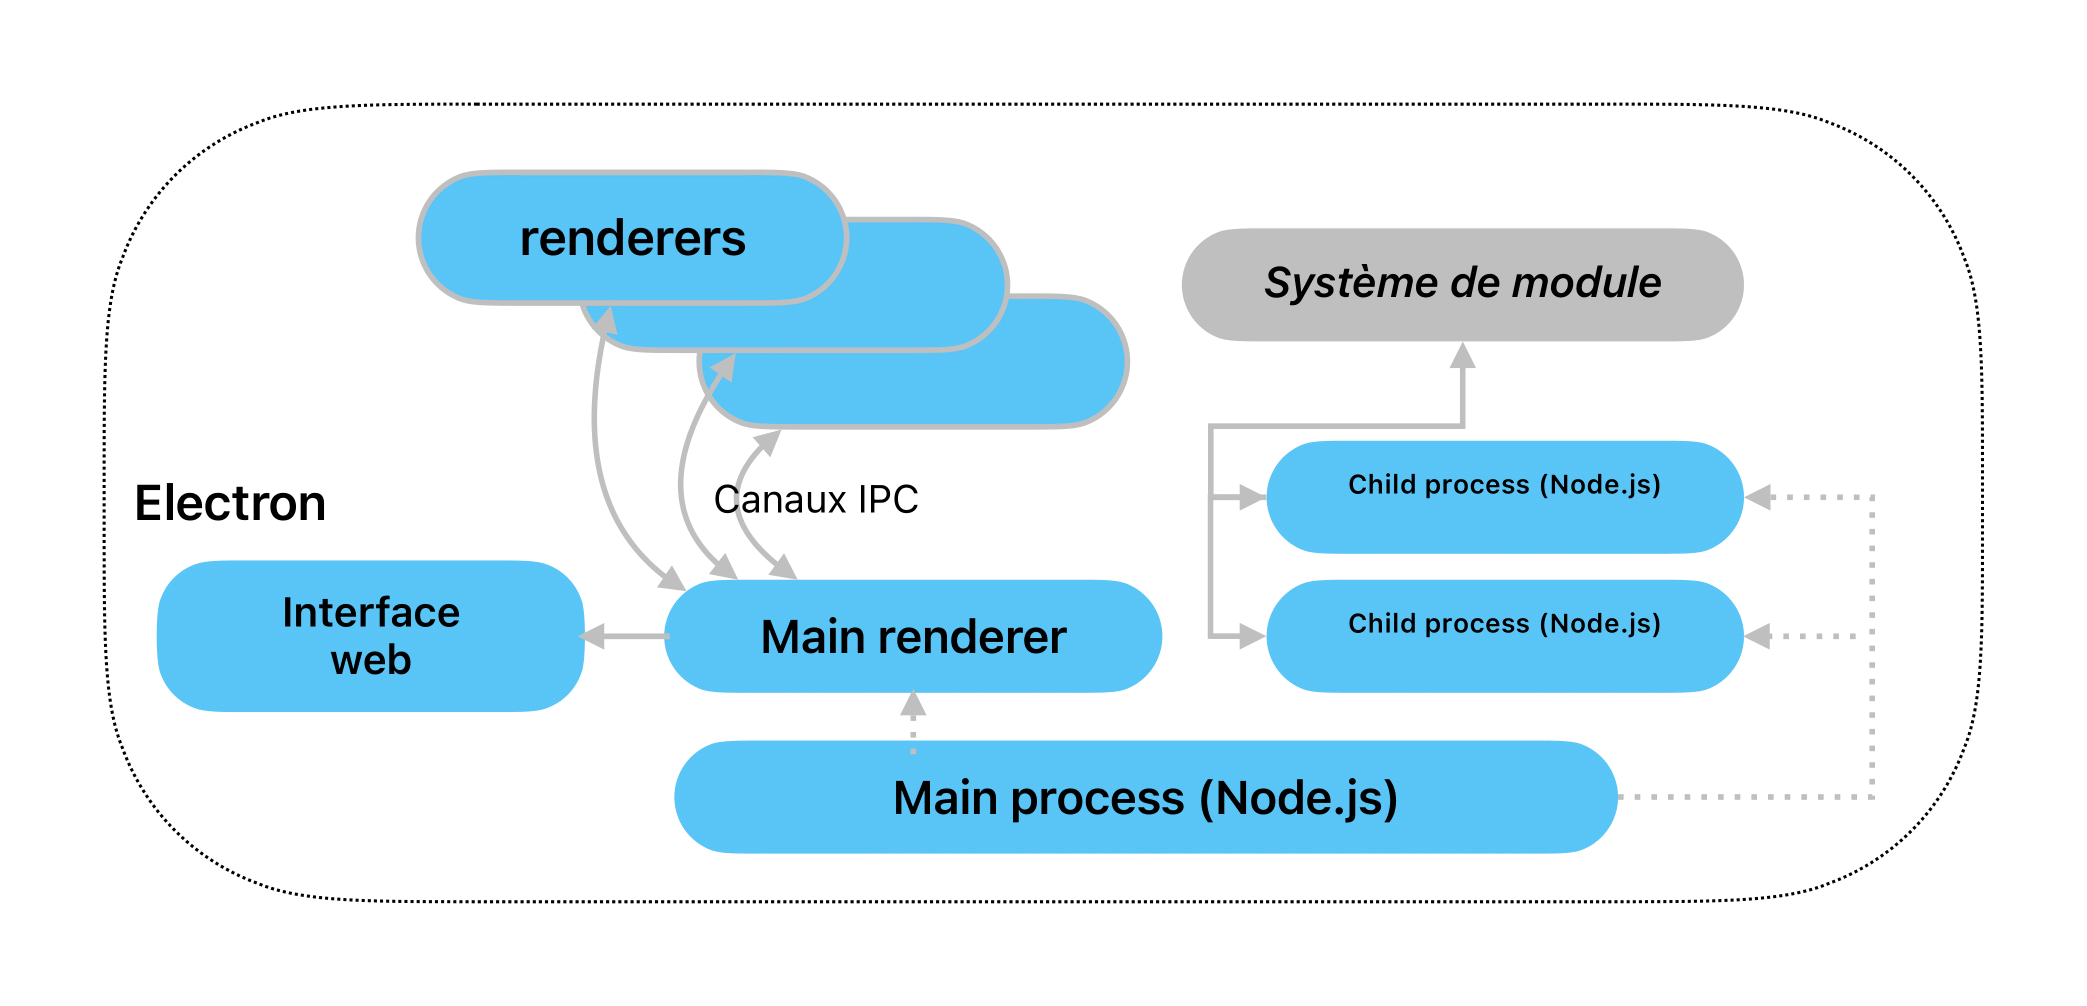 renderers
Système de module
Child process (Node.js)
Canaux IPC
Electron
Interface
web
Main renderer
Child process (Node.js)
Main process (Node.js)